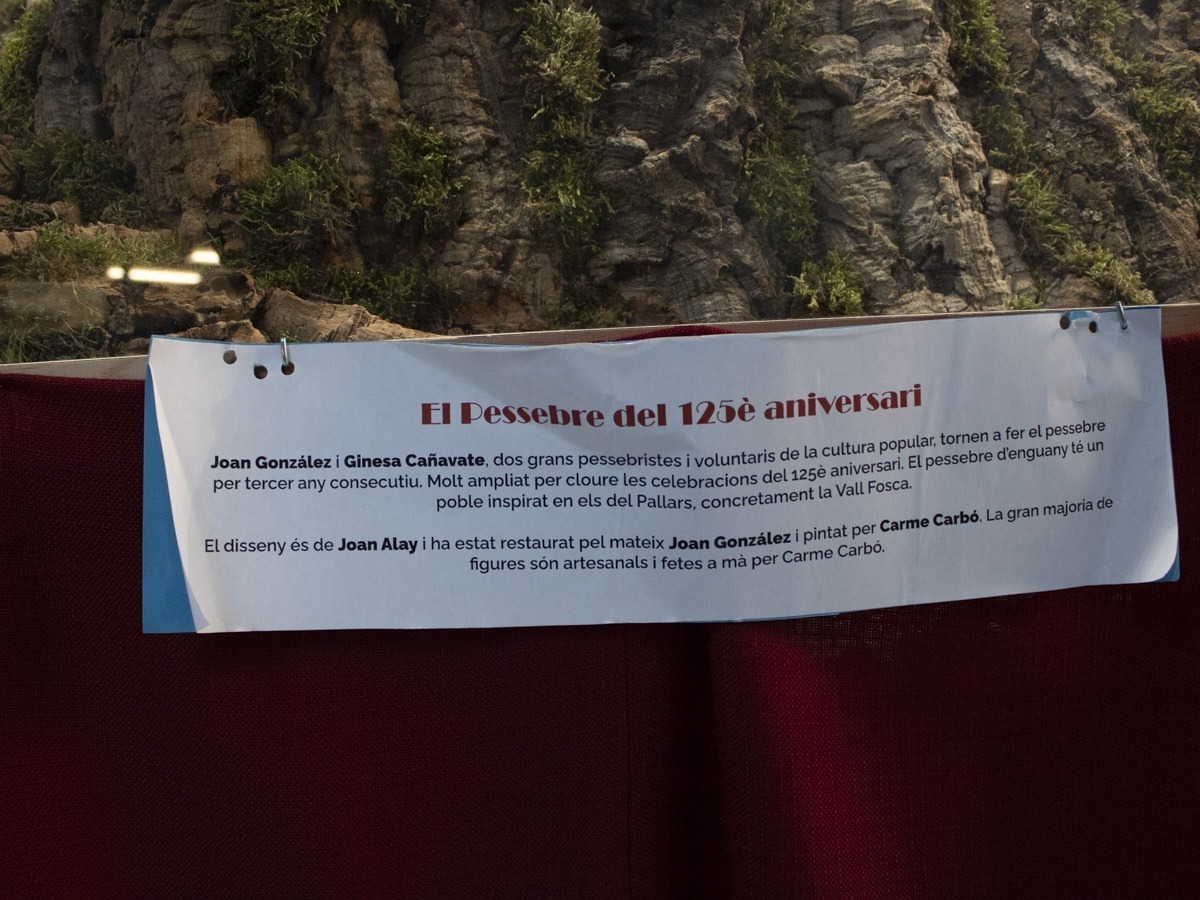 El Pessebre del 125è aniversari
Joan González i Ginesa Cañavate, dos grans pessebristes i voluntaris de la cultura popular, tornen a fer el pessebre
per tercer any consecutiu. Molt ampliat per cloure les celebracions del 125è aniversari. El pessebre d'enguany té un
poble inspirat en els del Pallars, concretament la Vall Fosca.
El disseny és de Joan Alay i ha estat restaurat pel mateix Joan González i pintat per Carme Carbó. La gran majoria de
figures són artesanals i fetes a mà per Carme Carbó.